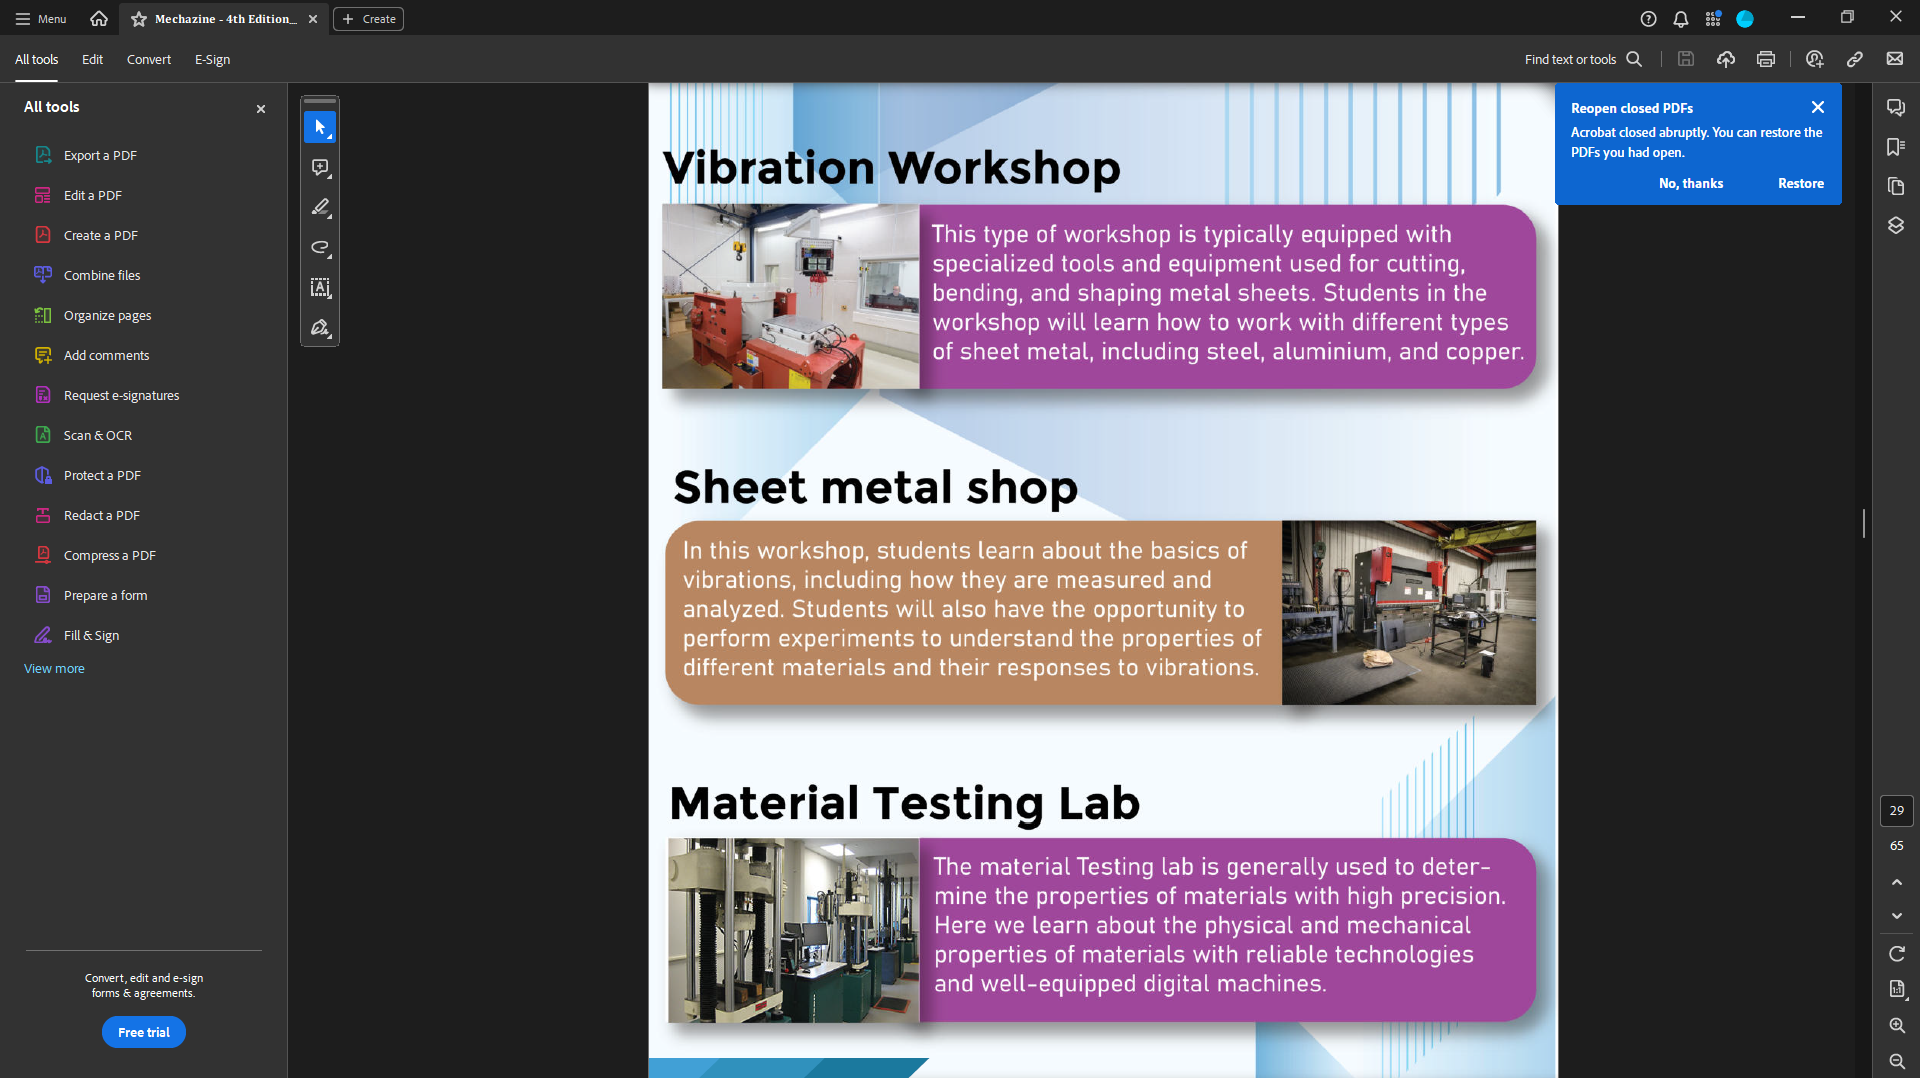 Menu
Mechazine - 4th Edition_
Create
All tools
Edit
Convert
E-Sign
Find text or tools
All tools
Export a PDF
Edit a PDF
Create a PDF
Combine files
Organize pages
Add comments
Request e-signatures
Scan & OCR
Protect a PDF
Redact a PDF
Compress a PDF
Prepare a form
Fill & Sign
View more
Convert, edit and e-sign
forms & agreements.
Free trial
Vibration Workshop
This type of workshop is typically equipped with
specialized tools and equipment used for cutting,
bending, and shaping metal sheets. Students in the
workshop will learn how to work with different types
of sheet metal, including steel, aluminium, and copper.
Sheet metal shop
In this workshop, students learn about the basics of
vibrations, including how they are measured and
analyzed. Students will also have the opportunity to
perform experiments to understand the properties of
different materials and their responses to vibrations.
Material Testing Lab
The material Testing lab is generally used to deter-
mine the properties of materials with high precision.
Here we learn about the physical and mechanical
properties of materials with reliable technologies
and well-equipped digital machines.
Reopen closed PDFs
Acrobat closed abruptly. You can restore the
PDFs you had open.
No, thanks
Restore
29
65